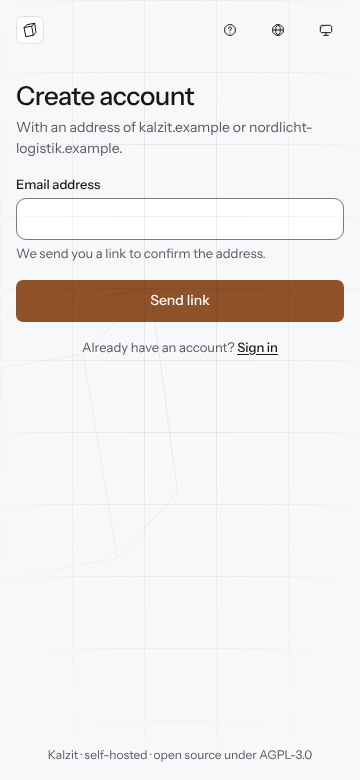 Create account
With an address of kalzit.example or nordlicht-
logistik.example.
Email address
We send you a link to confirm the address.
Send link
Already have an account? Sign in
Kalzit · self-hosted · open source under AGPL-3.0